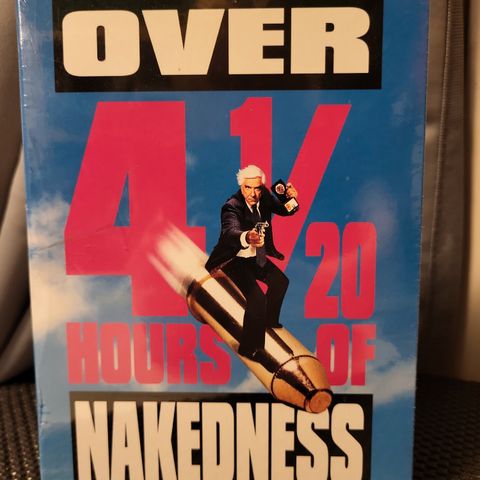 OVER
4 1/20
HOURS OF
NAKEDNESS